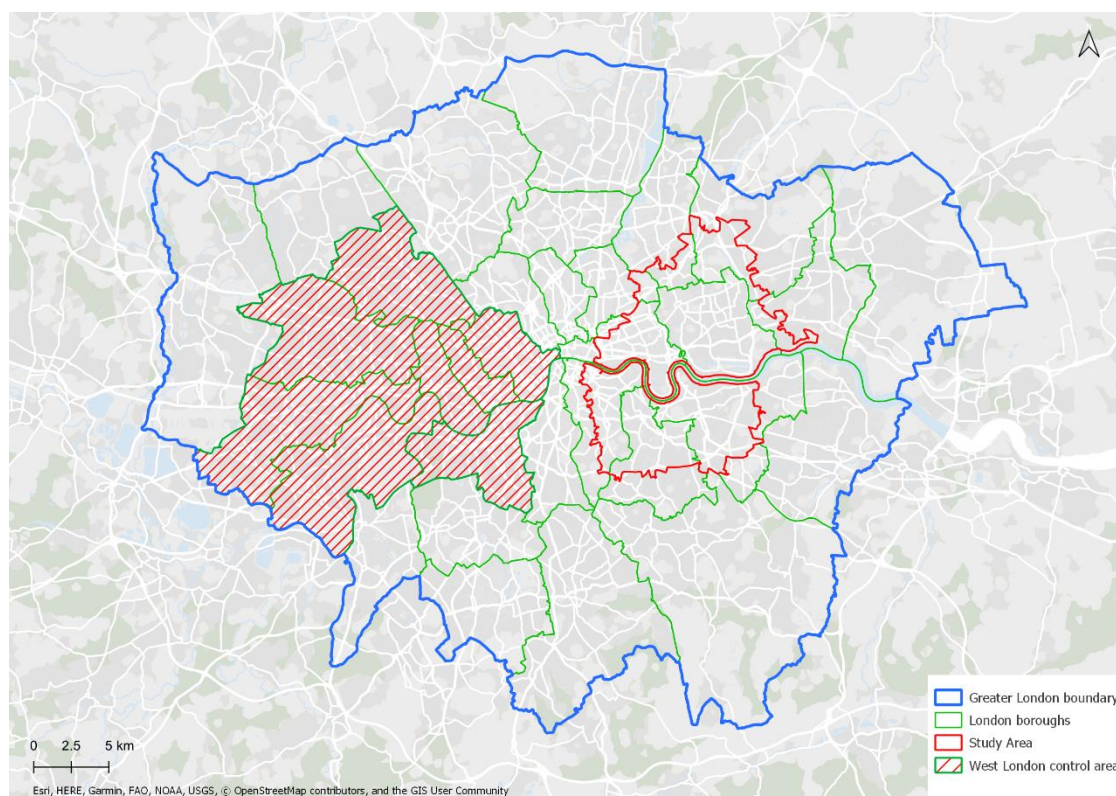 Greater London boundary
London boroughs
Study Area
West London control area
0 2.5 5 km
Esri, HERE, Garmin, FAO, NOAA, USGS, © OpenStreetMap contributors, and the GIS User Community